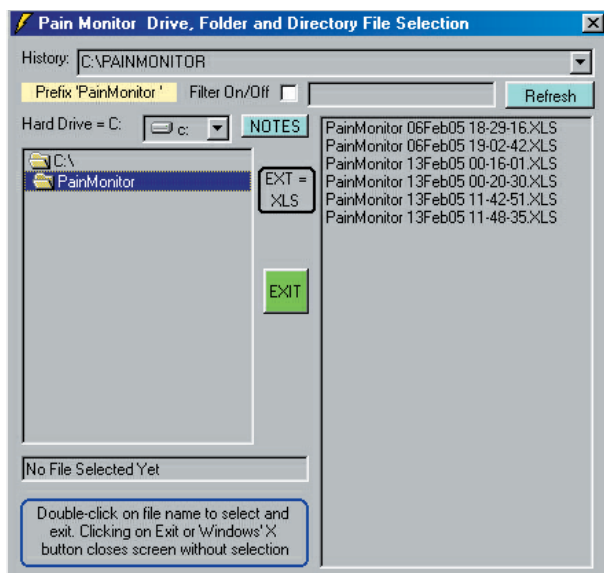 Pain Monitor  Drive, Folder and Directory File Selection
History: C:\PAINMONITOR
Prefix 'PainMonitor ' Filter On/Off Refresh
Hard Drive = C: c: NOTES
C:\
PainMonitor
EXT =
XLS
EXIT
PainMonitor 06Feb05 18-29-16.XLS
PainMonitor 06Feb05 19-02-42.XLS
PainMonitor 13Feb05 00-16-01.XLS
PainMonitor 13Feb05 00-20-30.XLS
PainMonitor 13Feb05 11-42-51.XLS
PainMonitor 13Feb05 11-48-35.XLS
No File Selected Yet
Double-click on file name to select and
exit. Clicking on Exit or Windows' X
button closes screen without selection